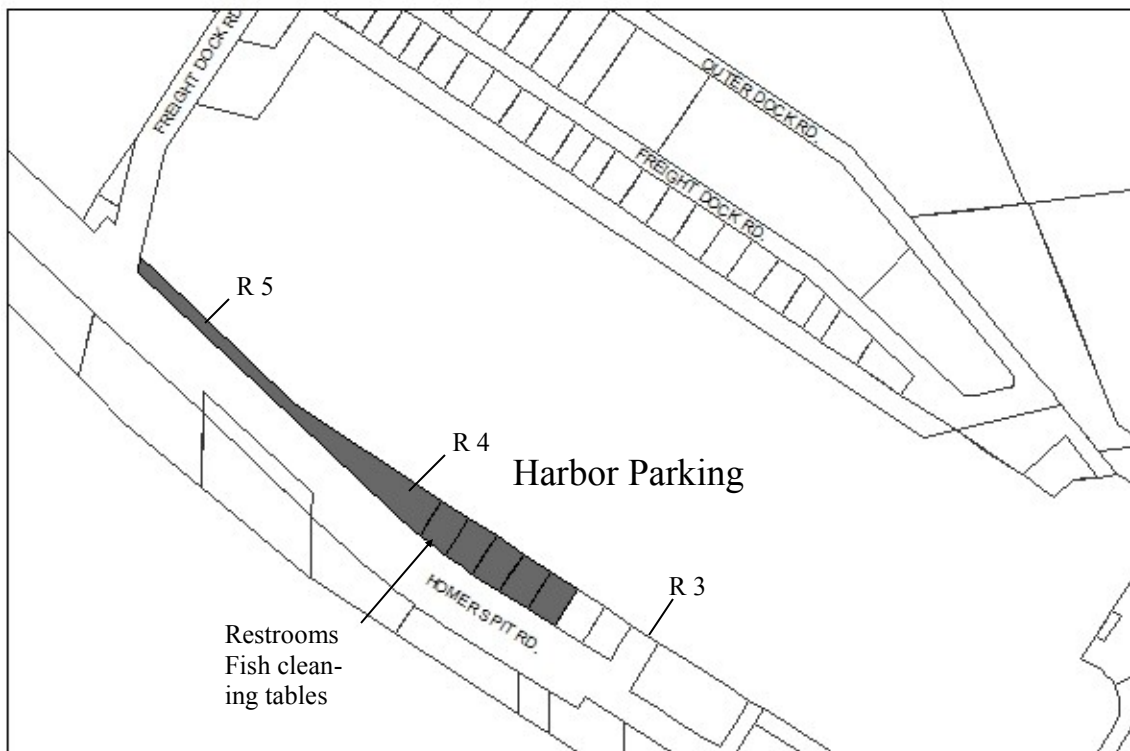 FREIGHT DOCK RD.
OUTER DOCK RD.
FREIGHT DOCK RD.
R 5
R 4
Harbor Parking
R 3
HOMER SPIT RD.
Restrooms
Fish clean-
ing tables